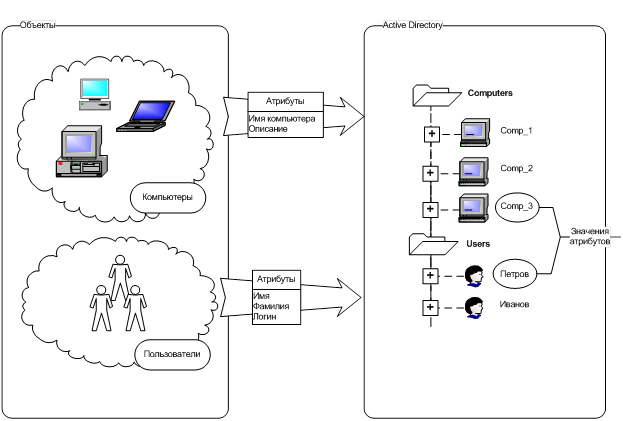 Объекты
Компьютеры
Пользователи
Атрибуты
Имя компьютера
Описание
Атрибуты
Имя
Фамилия
Логин
Active Directory
Computers
Comp_1
Comp_2
Comp_3
Users
Петров
Иванов
Значения
атрибутов